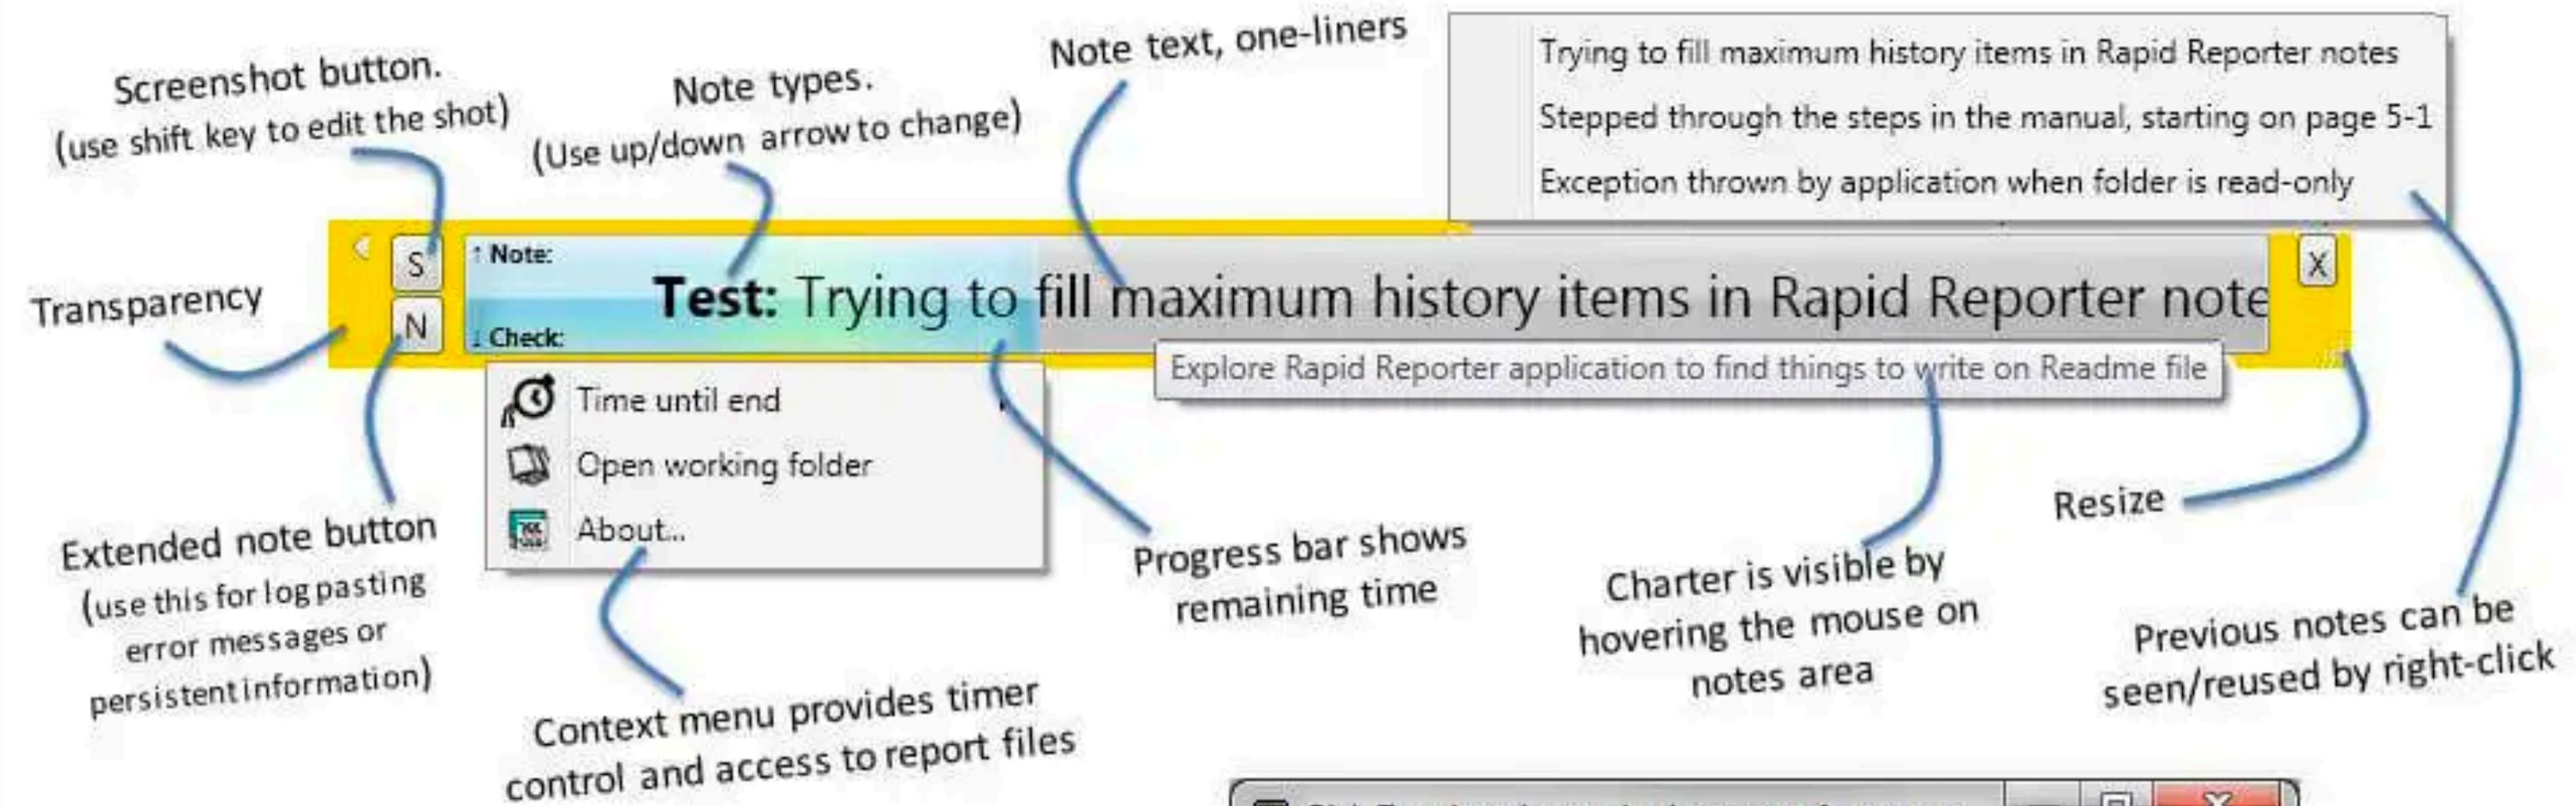 Screenshot button.
(use shift key to edit the shot)
Note types.
(Use up/down arrow to change)
Note text, one-liners
Trying to fill maximum history items in Rapid Reporter notes
Stepped through the steps in the manual, starting on page 5-1
Exception thrown by application when folder is read-only
Transparency
S
N
↑ Note:
Test: Trying to fill maximum history items in Rapid Reporter note
↓ Check:
X
Explore Rapid Reporter application to find things to write on Readme file
Time until end
Open working folder
About...
Extended note button
(use this for log pasting
error messages or
persistent information)
Context menu provides timer
control and access to report files
Progress bar shows
remaining time
Charter is visible by
hovering the mouse on
notes area
Resize
Previous notes can be
seen/reused by right-click